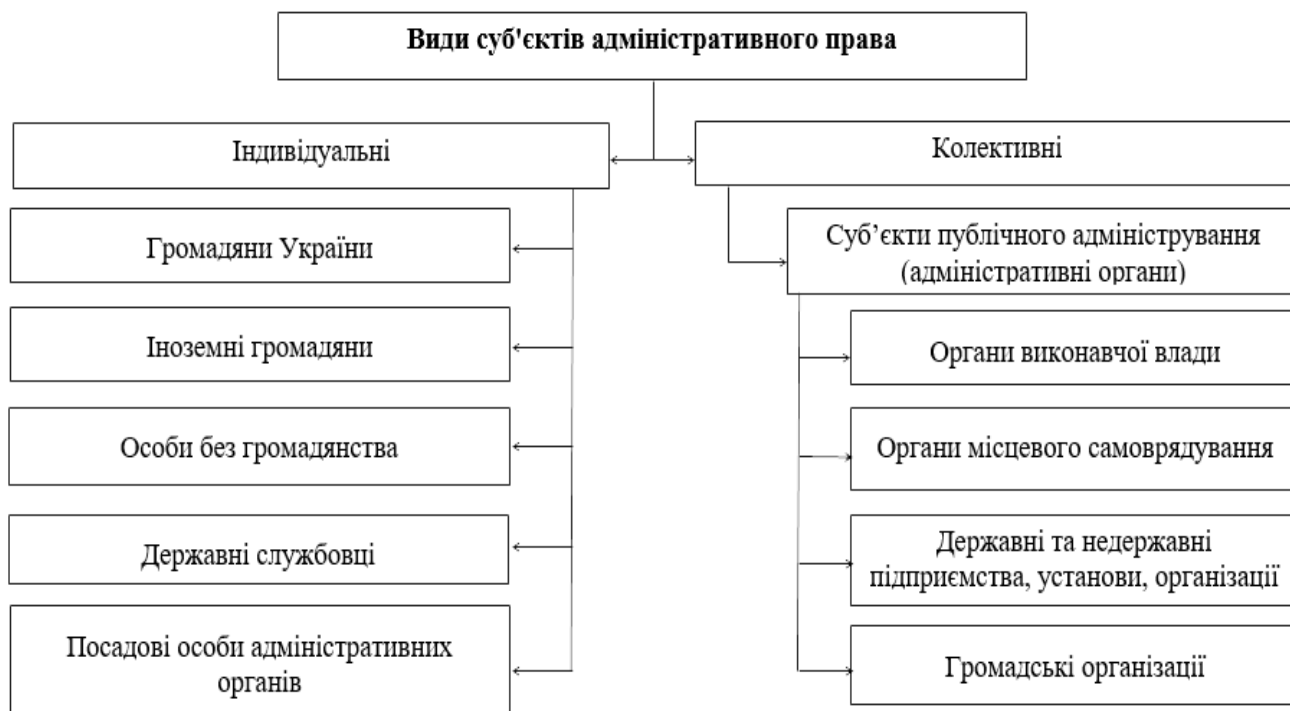 Види суб'єктів адміністративного права
Індивідуальні
Громадяни України
Іноземні громадяни
Особи без громадянства
Державні службовці
Посадові особи адміністративних
органів
Колективні
Суб’єкти публічного адміністрування
(адміністративні органи)
Органи виконавчої влади
Органи місцевого самоврядування
Державні та недержавні
підприємства, установи, організації
Громадські організації